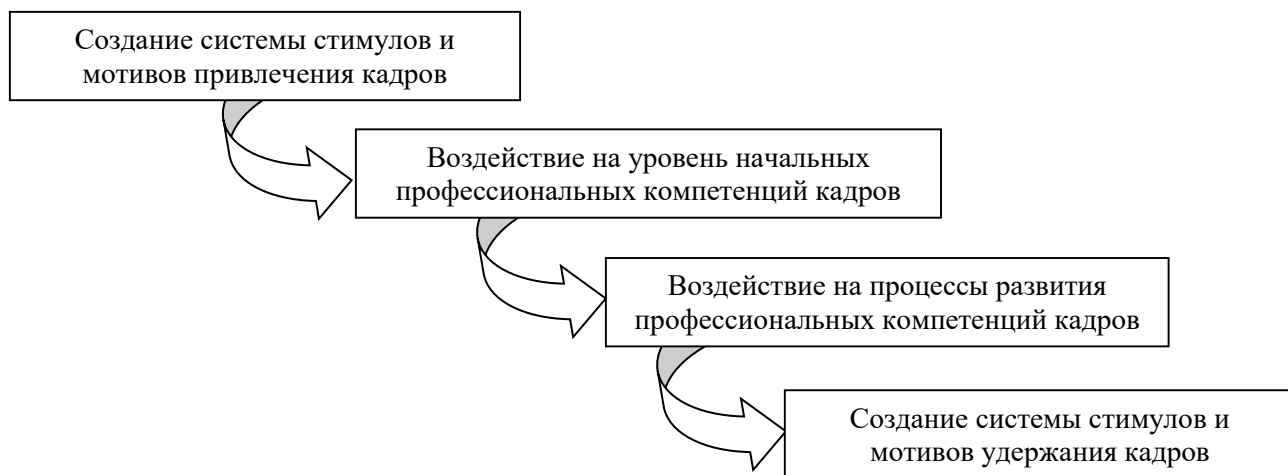 Создание системы стимулов и
мотивов привлечения кадров
Воздействие на уровень начальных
профессиональных компетенций кадров
Воздействие на процессы развития
профессиональных компетенций кадров
Создание системы стимулов и
мотивов удержания кадров